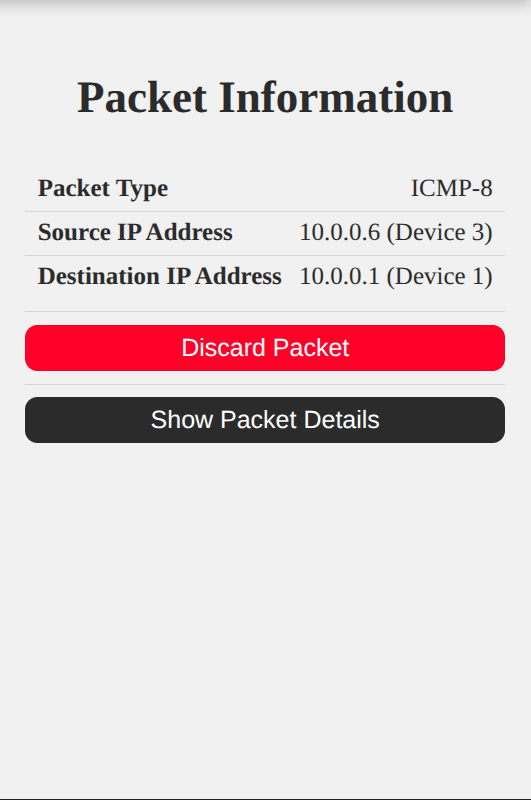 Packet Information
Packet Type ICMP-8
Source IP Address 10.0.0.6 (Device 3)
Destination IP Address 10.0.0.1 (Device 1)
Discard Packet
Show Packet Details